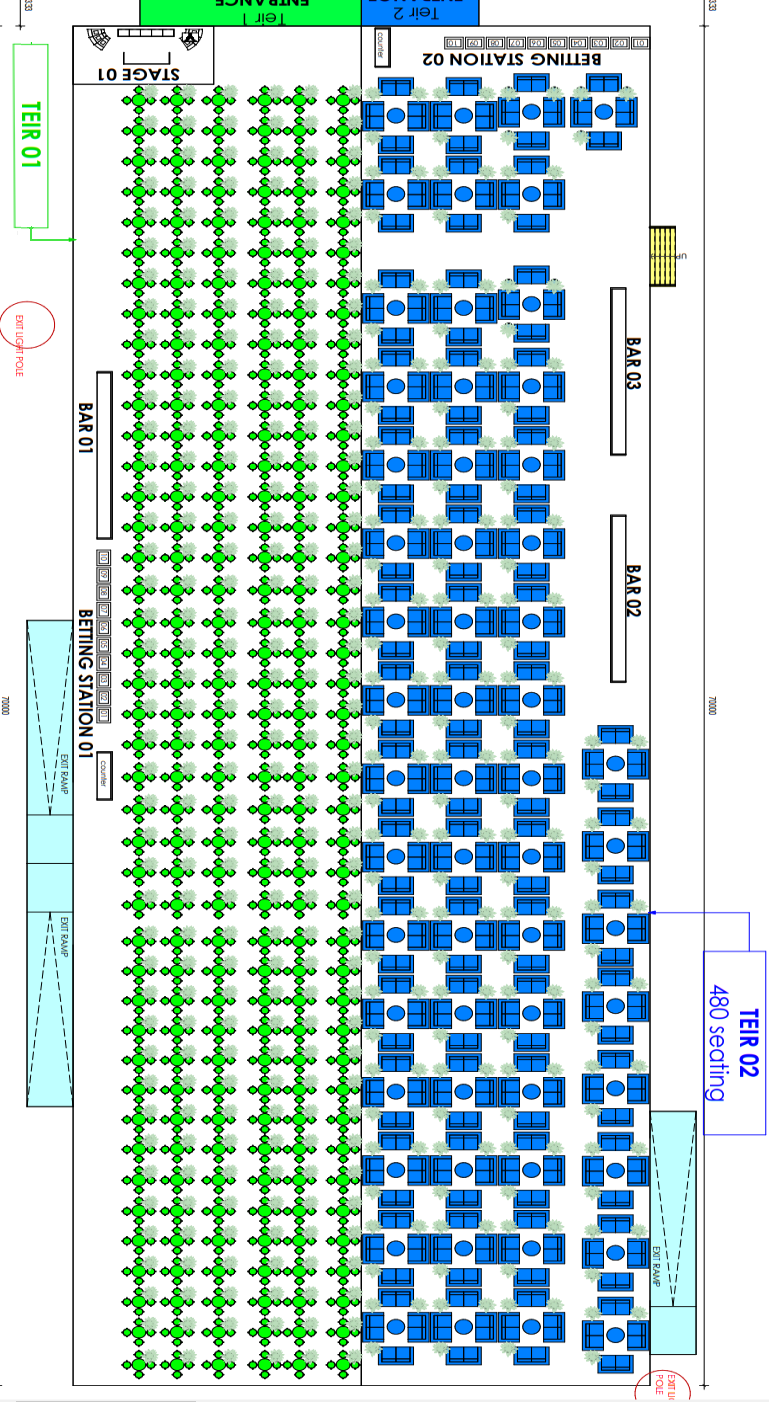 333
333
ENTRANCE
Teir 1
Teir 2
counter
10
09
08
07
06
05
04
03
02
01
BETTING STATION 02
STAGE 01
TEIR 01
UP
EXIT LIGHT POLE
BAR 03
BAR 01
BAR 02
10
09
08
07
06
05
04
03
02
01
BETTING STATION 01
counter
70000
70000
EXIT RAMP
EXIT RAMP
TEIR 02
480 seating
EXIT RAMP
POLE